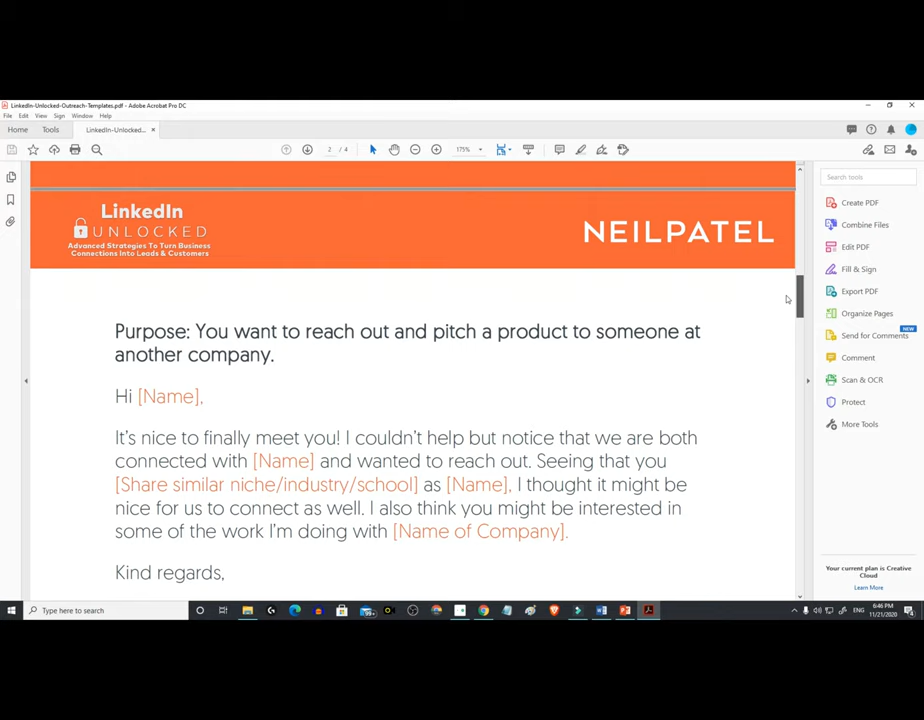 LinkedIn-Unlocked-Outreach-Templates.pdf - Adobe Acrobat Pro DC
File Edit View Sign Window Help
Home Tools LinkedIn-Unlocked... ×
2 / 4 175%
Search tools
Create PDF
Combine Files
Edit PDF
Fill & Sign
Export PDF
Organize Pages
Send for Comments NEW
Comment
Scan & OCR
Protect
More Tools
Your current plan is Creative
Cloud
Learn More
LinkedIn
UNLOCKED
Advanced Strategies To Turn Business
Connections Into Leads & Customers
NEILPATEL
Purpose: You want to reach out and pitch a product to someone at
another company.
Hi [Name],
It's nice to finally meet you! I couldn't help but notice that we are both
connected with [Name] and wanted to reach out. Seeing that you
[Share similar niche/industry/school] as [Name], I thought it might be
nice for us to connect as well. I also think you might be interested in
some of the work I'm doing with [Name of Company].
Kind regards,
Type here to search
ENG
6:46 PM
11/21/2020